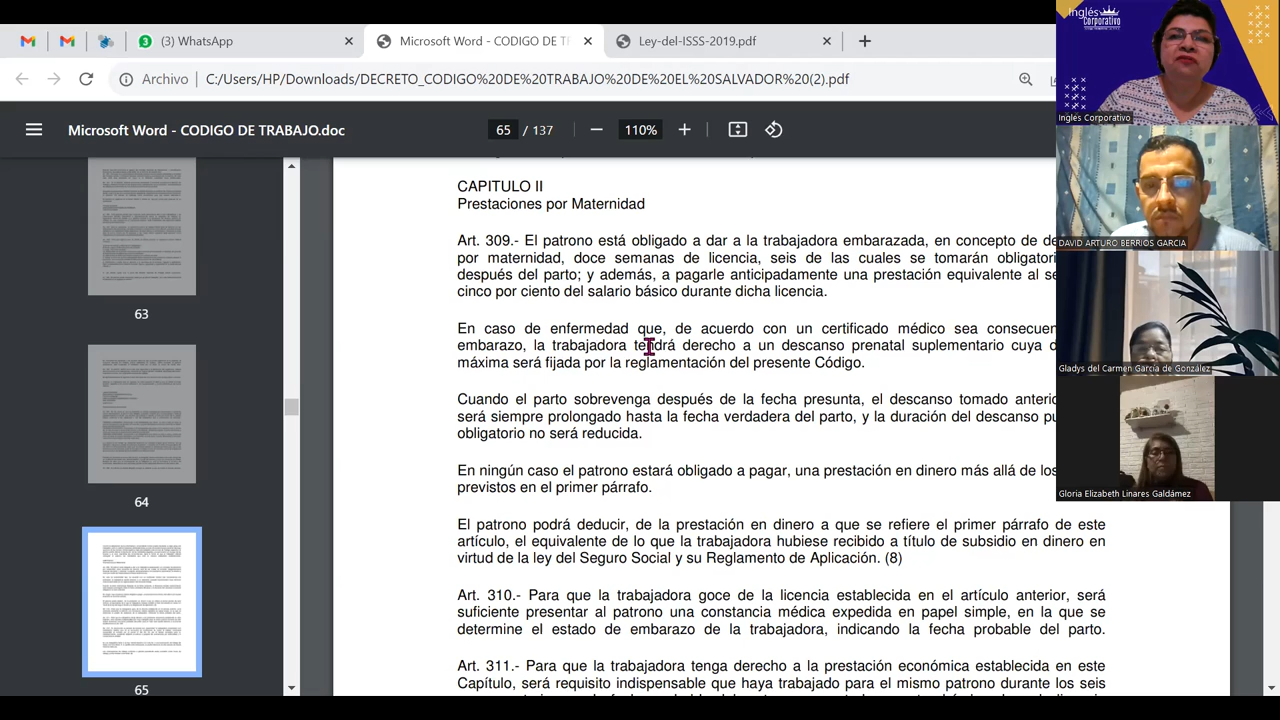 (3) WhatsApp
Microsoft Word - CODIGO DE T
Ley-del-ISSS-2019.pdf
Archivo
C:/Users/HP/Downloads/DECRETO_CODIGO%20DE%20TRABAJO%20DE%20EL%20SALVADOR%20(2).pdf
Microsoft Word - CODIGO DE TRABAJO.doc
65 / 137
110%
63
64
65
CAPITULO II
Prestaciones por Maternidad
Art. 309.- El patrono está obligado a dar a la trabajadora embarazada, en concepto de de
por maternidad, doce semanas de licencia, seis de las cuales se tomarán obligatori
después del parto; y además, a pagarle anticipadamente una prestación equivalente al se
cinco por ciento del salario básico durante dicha licencia.
En caso de enfermedad que, de acuerdo con un certificado médico sea consecuen
embarazo, la trabajadora tendrá derecho a un descanso prenatal suplementario cuya d
máxima será fijada por la reglamentación del presente Código.
Cuando el parto sobrevenga después de la fecha presunta, el descanso tomado anterio
será siempre prolongado hasta la fecha verdadera del parto, y la duración del descanso pu
obligatorio no será reducida.
En ningún caso el patrono estará obligado a pagar, una prestación en dinero más allá de los
previstos en el primer párrafo.
El patrono podrá deducir, de la prestación en dinero a que se refiere el primer párrafo de este
artículo, el equivalente de lo que la trabajadora hubiere recibido a título de subsidio en dinero en
virtud de la Ley del Seguro Social y del Reglamento de la misma. (8)
Art. 310.- Para que la trabajadora goce de la licencia establecida en el artículo anterior, será
suficiente presentar al patrono una constancia médica expedida en papel simple, en la que se
determine el estado de embarazo de la trabajadora, indicando la fecha probable del parto.
Art. 311.- Para que la trabajadora tenga derecho a la prestación económica establecida en este
Capítulo, será requisito indispensable que haya trabajado para el mismo patrono durante los seis
Inglés
Corporativo
Inglés Corporativo
DAVID ARTURO BERRIOS GARCIA
Gladys del Carmen García de González
Gloria Elizabeth Linares Galdámez